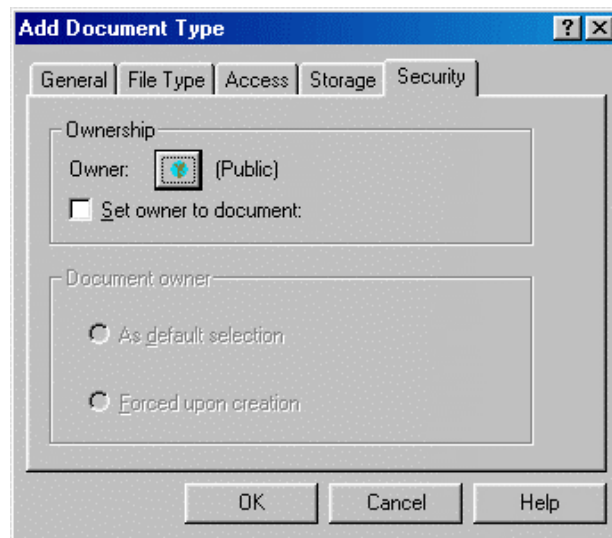 Add Document Type
General File Type Access Storage Security
Ownership
Owner: (Public)
Set owner to document:
Document owner
As default selection
Forced upon creation
OK Cancel Help